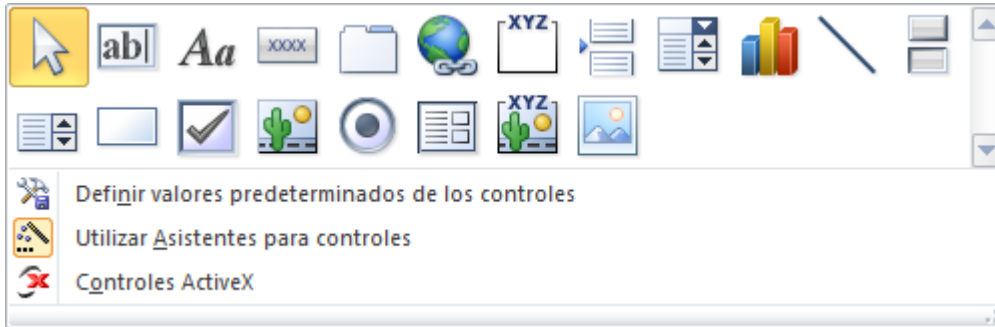 ab
Aa
XXXX
XYZ
XYZ
Definir valores predeterminados de los controles
Utilizar Asistentes para controles
Controles ActiveX